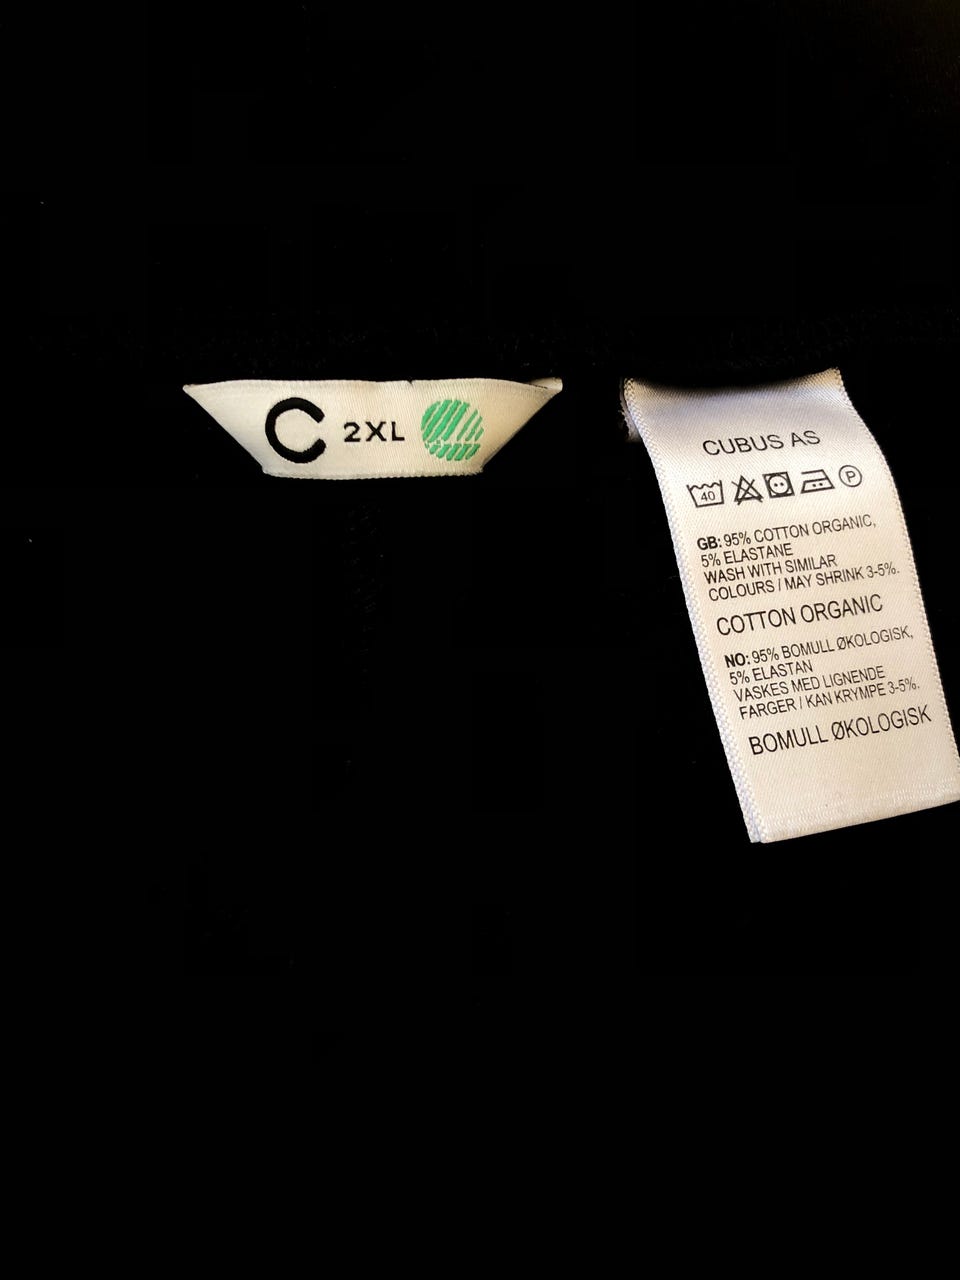 C 2XL
CUBUS AS
40 P
GB: 95% COTTON ORGANIC,
5% ELASTANE
WASH WITH SIMILAR
COLOURS / MAY SHRINK 3-5%.
COTTON ORGANIC
NO: 95% BOMULL ØKOLOGISK,
5% ELASTAN
VASKES MED LIGNENDE
FARGER / KAN KRYMPE 3-5%.
BOMULL ØKOLOGISK